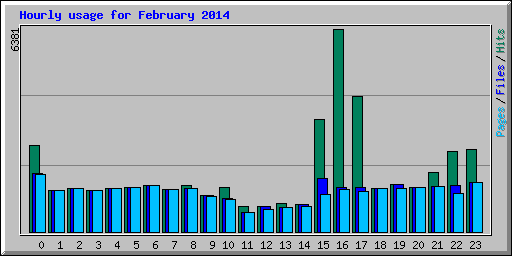 Hourly usage for February 2014
6381
Pages / Files / Hits
0 1 2 3 4 5 6 7 8 9 10 11 12 13 14 15 16 17 18 19 20 21 22 23